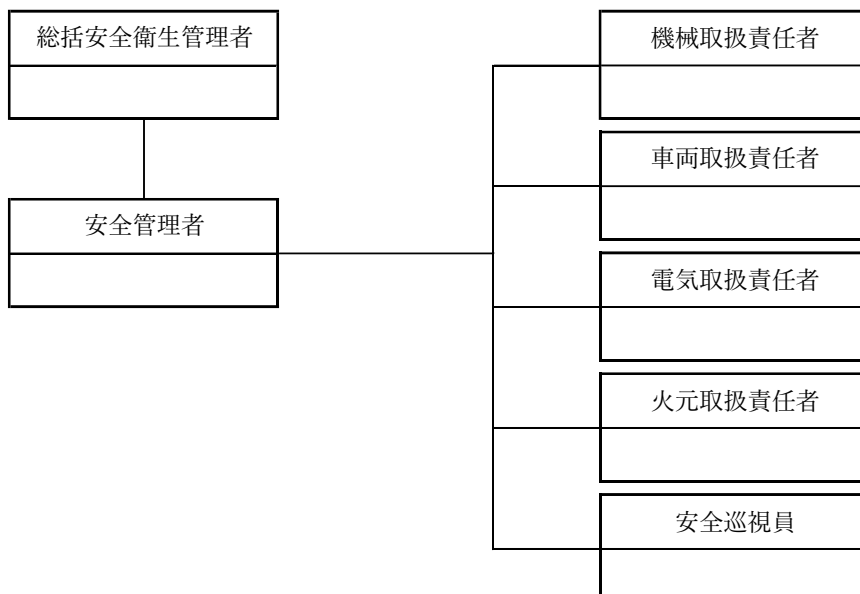 総括安全衛生管理者
安全管理者
機械取扱責任者
車両取扱責任者
電気取扱責任者
火元取扱責任者
安全巡視員